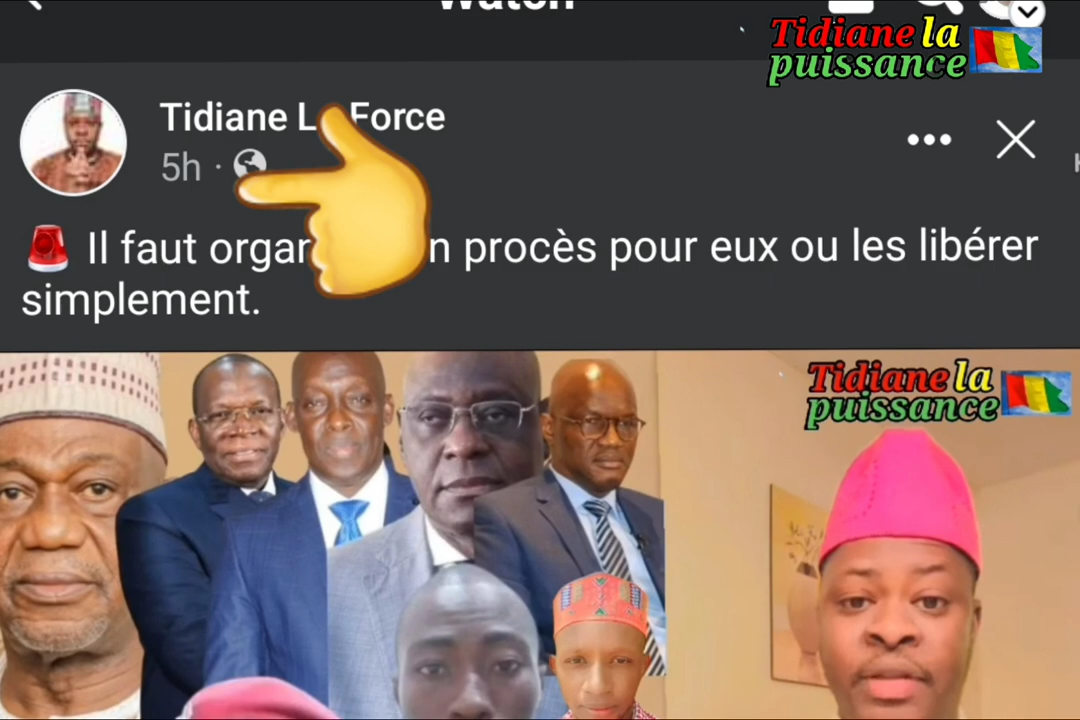 Watch
Tidiane la
puissance
Tidiane L Force
5h ·
Il faut organ n procès pour eux ou les libérer
simplement.
Tidiane la
puissance